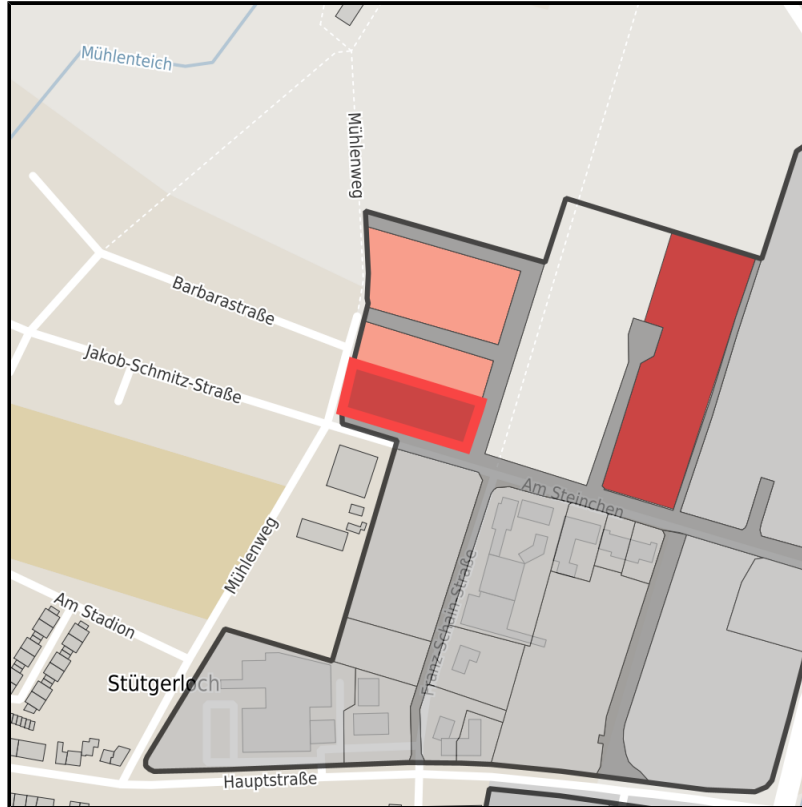 Mühlenteich
Mühlenweg
Barbarastraße
Jakob-Schmitz-Straße
Am Steinchen
Mühlenweg
Franz-Schain-Straße
Am Stadion
Stütgerloch
Hauptstraße